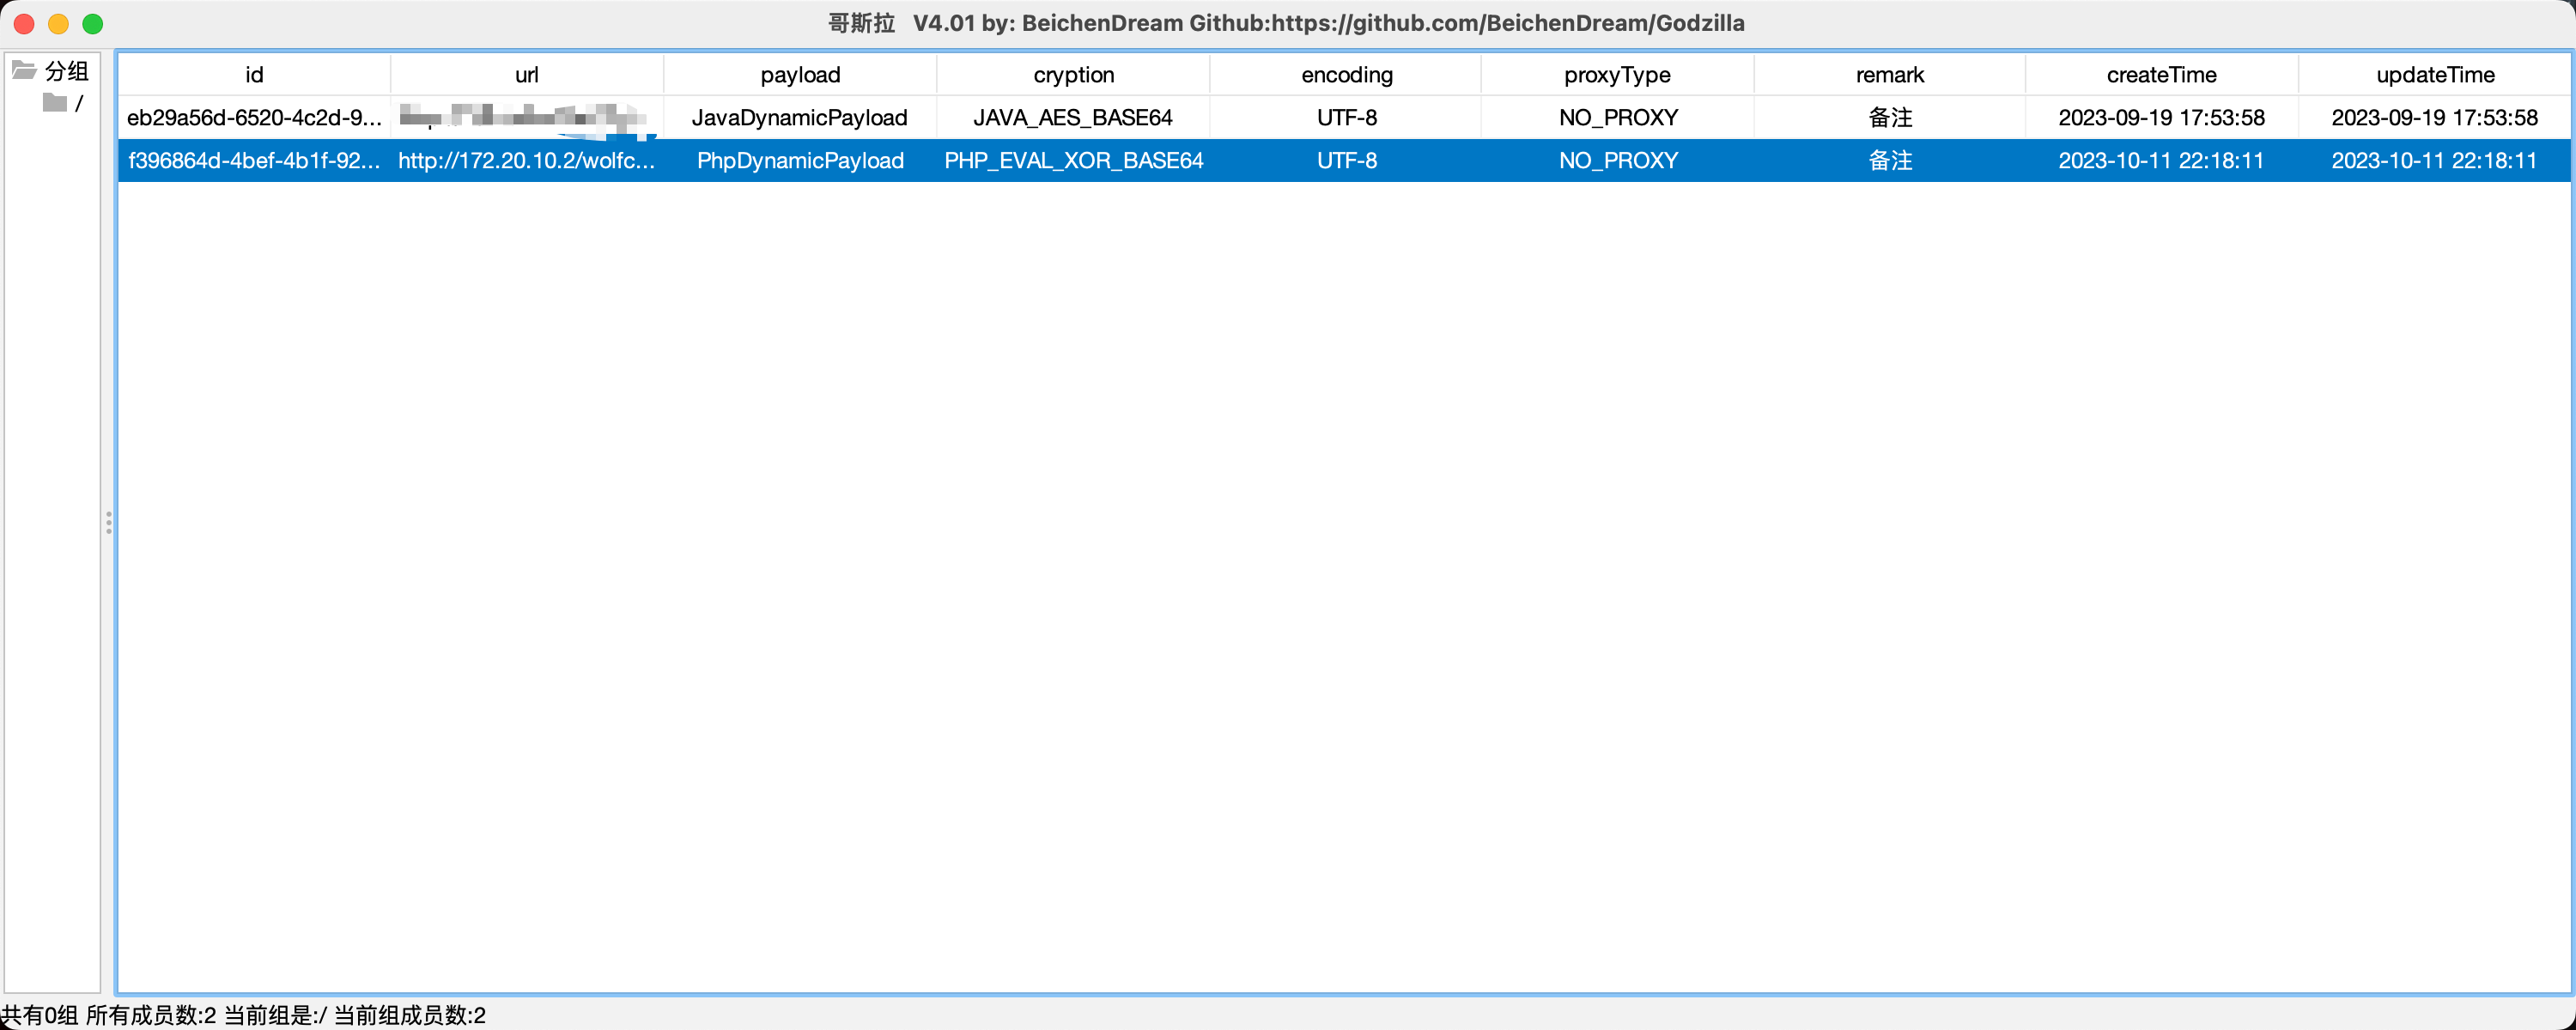 哥斯拉 V4.01 by: BeichenDream Github:https://github.com/BeichenDream/Godzilla
分组
/
id url payload cryption encoding proxyType remark createTime updateTime
eb29a56d-6520-4c2d-9... JavaDynamicPayload JAVA_AES_BASE64 UTF-8 NO_PROXY 备注 2023-09-19 17:53:58 2023-09-19 17:53:58
f396864d-4bef-4b1f-92... http://172.20.10.2/wolfc... PhpDynamicPayload PHP_EVAL_XOR_BASE64 UTF-8 NO_PROXY 备注 2023-10-11 22:18:11 2023-10-11 22:18:11
共有0组 所有成员数:2 当前组是:/ 当前组成员数:2